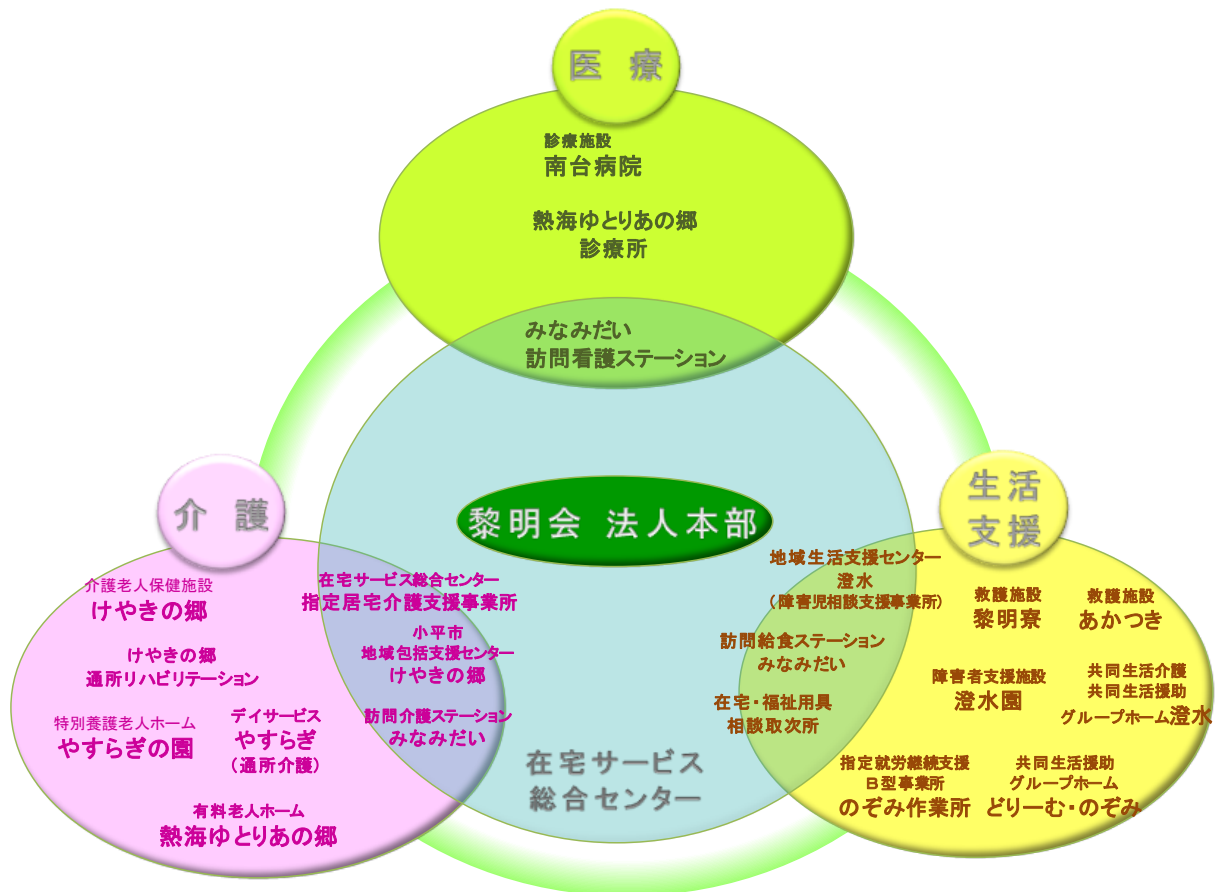 医 療
診療施設
南台病院
熱海ゆとりあの郷
診療所
みなみだい
訪問看護ステーション
黎明会 法人本部
介 護
介護老人保健施設
けやきの郷
けやきの郷
通所リハビリテーション
特別養護老人ホーム
やすらぎの園
デイサービス
やすらぎ
(通所介護)
有料老人ホーム
熱海ゆとりあの郷
在宅サービス総合センター
指定居宅介護支援事業所
小平市
地域包括支援センター
けやきの郷
訪問介護ステーション
みなみだい
在宅サービス
総合センター
生活
支援
地域生活支援センター
澄水
(障害児相談支援事業所)
訪問給食ステーション
みなみだい
在宅・福祉用具
相談取次所
救護施設
黎明寮
救護施設
あかつき
障害者支援施設
澄水園
共同生活介護
共同生活援助
グループホーム澄水
指定就労継続支援
B型事業所
のぞみ作業所
共同生活援助
グループホーム
どりーむ・のぞみ